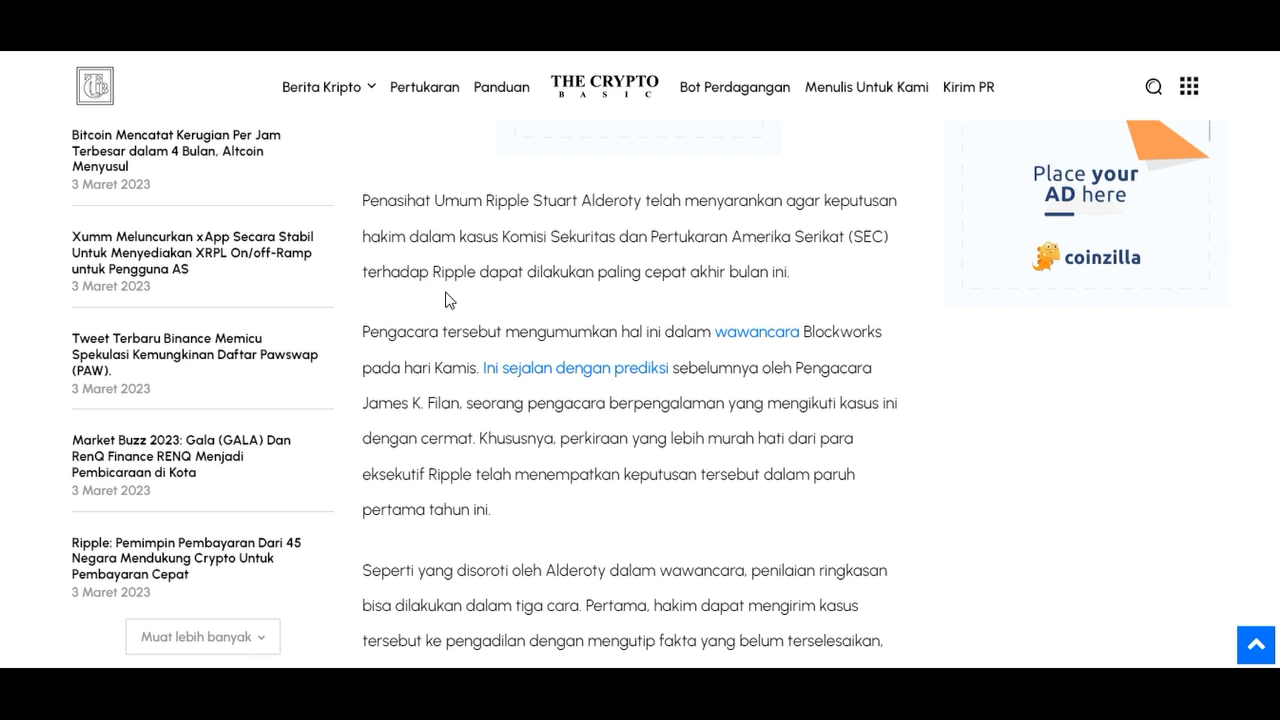 Berita Kripto
Pertukaran
Panduan
THE CRYPTO
BASIC
Bot Perdagangan
Menulis Untuk Kami
Kirim PR
Bitcoin Mencatat Kerugian Per Jam
Terbesar dalam 4 Bulan, Altcoin
Menyusul
3 Maret 2023
Xumm Meluncurkan xApp Secara Stabil
Untuk Menyediakan XRPL On/off-Ramp
untuk Pengguna AS
3 Maret 2023
Tweet Terbaru Binance Memicu
Spekulasi Kemungkinan Daftar Pawswap
(PAW).
3 Maret 2023
Market Buzz 2023: Gala (GALA) Dan
RenQ Finance RENQ Menjadi
Pembicaraan di Kota
3 Maret 2023
Ripple: Pemimpin Pembayaran Dari 45
Negara Mendukung Crypto Untuk
Pembayaran Cepat
3 Maret 2023
Muat lebih banyak
Penasihat Umum Ripple Stuart Alderoty telah menyarankan agar keputusan
hakim dalam kasus Komisi Sekuritas dan Pertukaran Amerika Serikat (SEC)
terhadap Ripple dapat dilakukan paling cepat akhir bulan ini.
Pengacara tersebut mengumumkan hal ini dalam wawancara Blockworks
pada hari Kamis. Ini sejalan dengan prediksi sebelumnya oleh Pengacara
James K. Filan, seorang pengacara berpengalaman yang mengikuti kasus ini
dengan cermat. Khususnya, perkiraan yang lebih murah hati dari para
eksekutif Ripple telah menempatkan keputusan tersebut dalam paruh
pertama tahun ini.
Seperti yang disoroti oleh Alderoty dalam wawancara, penilaian ringkasan
bisa dilakukan dalam tiga cara. Pertama, hakim dapat mengirim kasus
tersebut ke pengadilan dengan mengutip fakta yang belum terselesaikan,
Place your
AD here
coinzilla